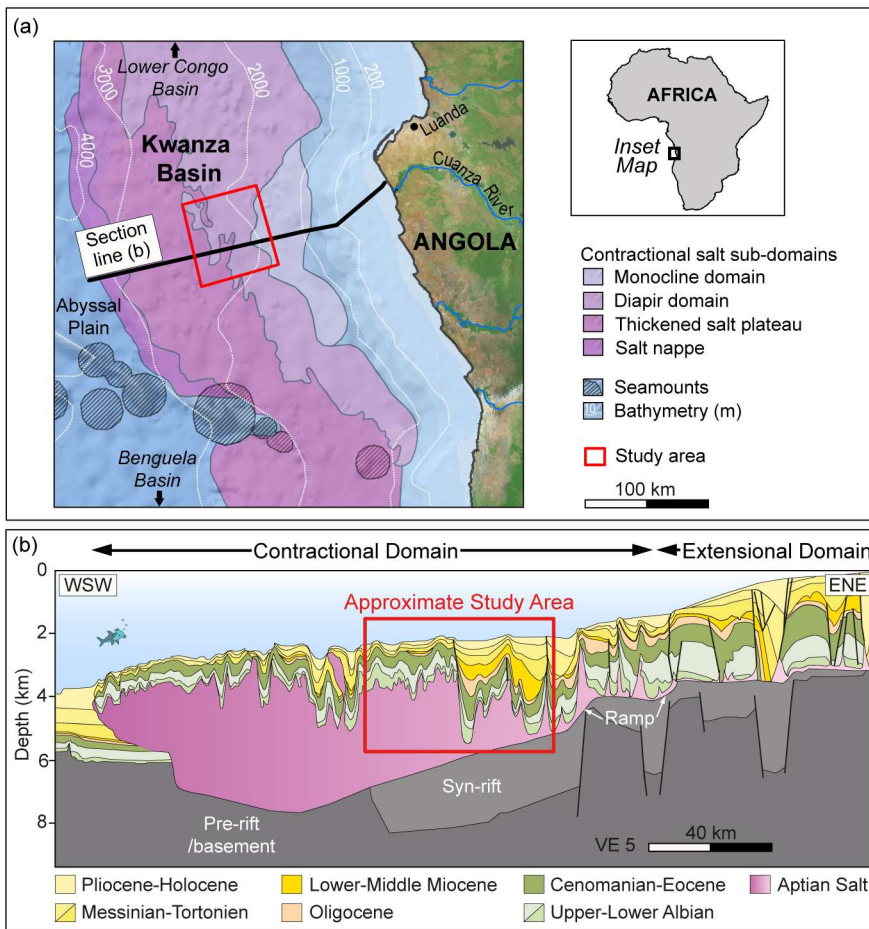 (a)
Lower Congo
Basin
3000
2000
1000
200
4000
Kwanza
Basin
Luanda
Cuanza River
ANGOLA
Section
line (b)
Abyssal
Plain
Benguela
Basin
AFRICA
Inset
Map
Contractional salt sub-domains
Monocline domain
Diapir domain
Thickened salt plateau
Salt nappe
Seamounts
Bathymetry (m)
Study area
100 km
(b)
Contractional Domain
Extensional Domain
0
WSW
ENE
Approximate Study Area
2
4
6
8
Depth (km)
Ramp
Syn-rift
Pre-rift
/basement
VE 5
40 km
Pliocene-Holocene
Lower-Middle Miocene
Cenomanian-Eocene
Aptian Salt
Messinian-Tortonien
Oligocene
Upper-Lower Albian